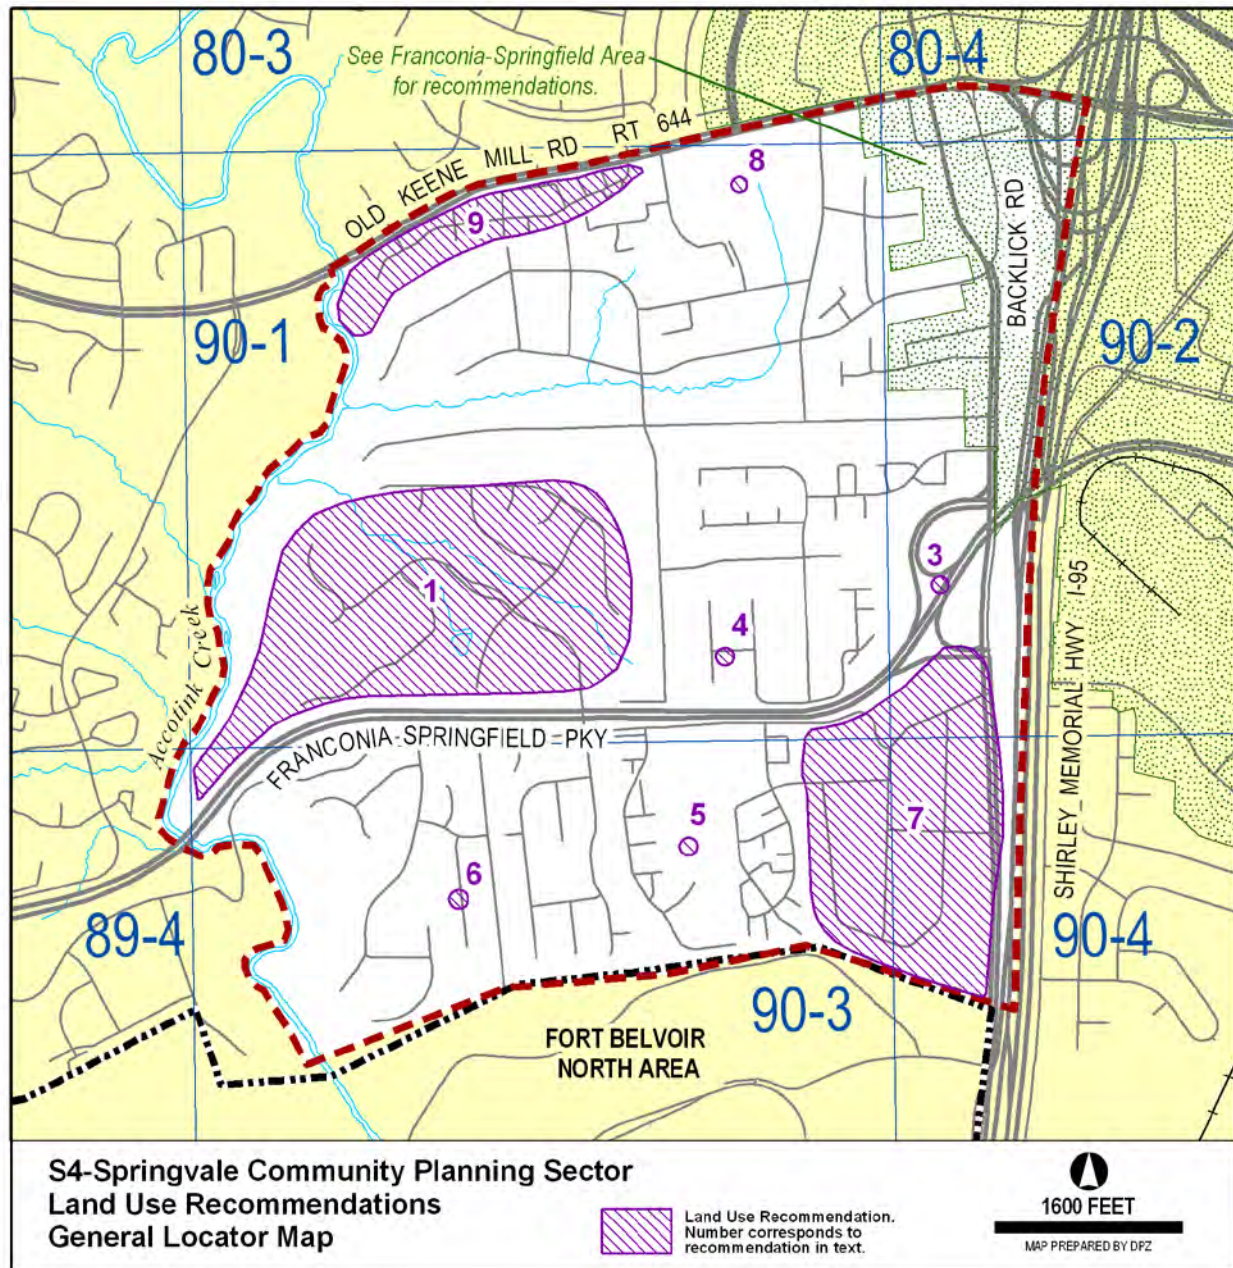 80-3
See Franconia-Springfield Area
for recommendations.
80-4
OLD KEENE MILL RD RT 644
8
9
BACKLICK RD
90-1
90-2
3
1
4
Accotink Creek
SHIRLEY MEMORIAL HWY I-95
FRANCONIA-SPRINGFIELD PKY
5
7
6
89-4
90-4
90-3
FORT BELVOIR
NORTH AREA
S4-Springvale Community Planning Sector
Land Use Recommendations
General Locator Map
Land Use Recommendation.
Number corresponds to
recommendation in text.
1600 FEET
MAP PREPARED BY DPZ